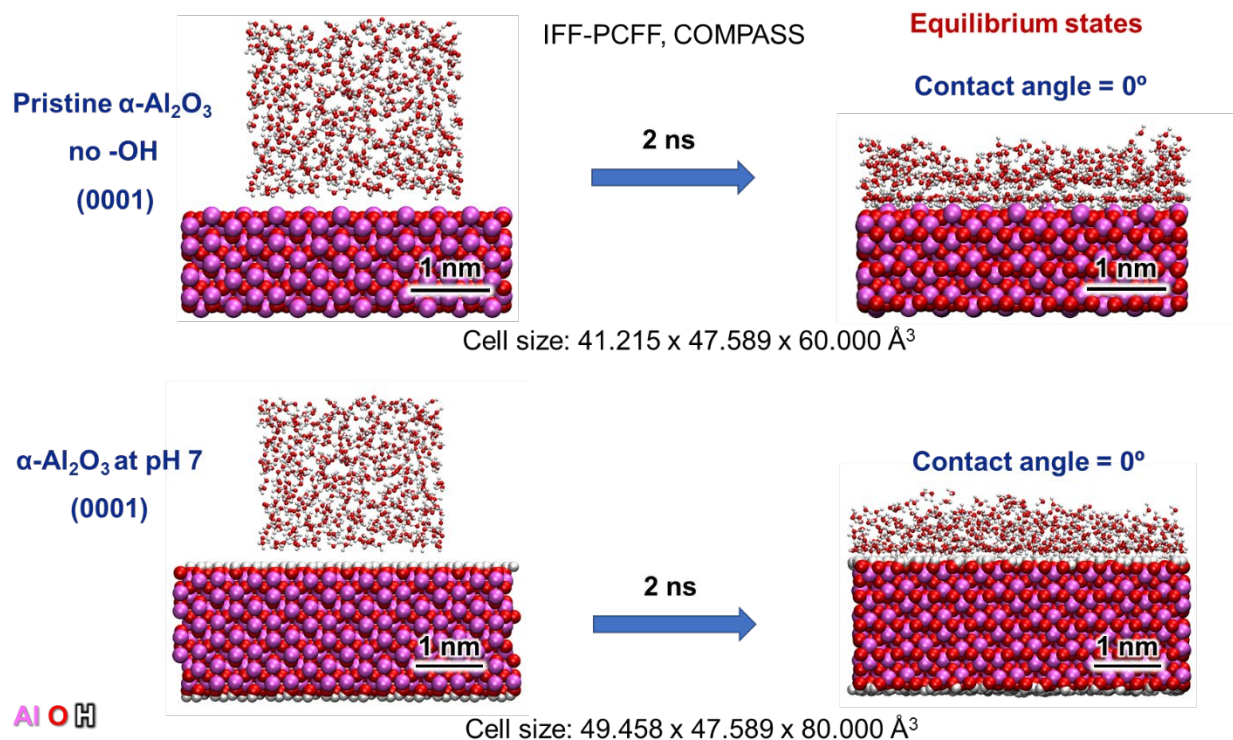 IFF-PCFF, COMPASS
Equilibrium states
Pristine α-Al₂O₃
no -OH
(0001)
2 ns
Contact angle = 0º
1 nm
1 nm
Cell size: 41.215 x 47.589 x 60.000 Å³
α-Al₂O₃ at pH 7
(0001)
2 ns
Contact angle = 0º
1 nm
1 nm
Al O H
Cell size: 49.458 x 47.589 x 80.000 Å³